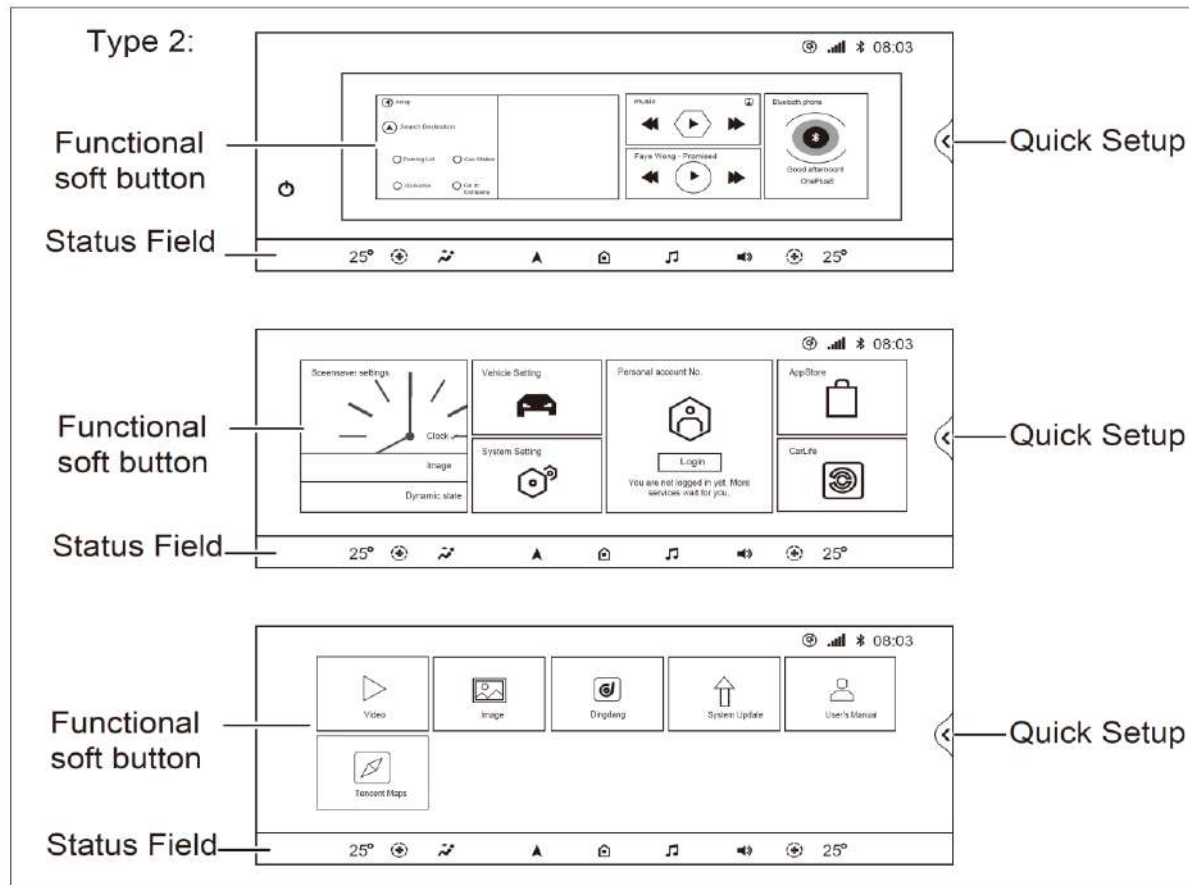 Type 2:
08:03
Search Destination
music
Bluetooth phone
Functional
soft button
Quick Setup
Faye Wong - Promised
Good afternoon!
Go to
Company
Status Field
25° 25°
08:03
Sceensever settings
Vehicle Setting
Personal account No.
AppStore
Functional
soft button
Clock
Quick Setup
System Setting
CarLife
Image
Login
You are not logged in yet. More
services wait for you.
Dynamic state
Status Field
25° 25°
08:03
Functional
soft button
Video
Image
Dingdang
System Update
User's Manual
Quick Setup
Tencent Maps
Status Field
25° 25°